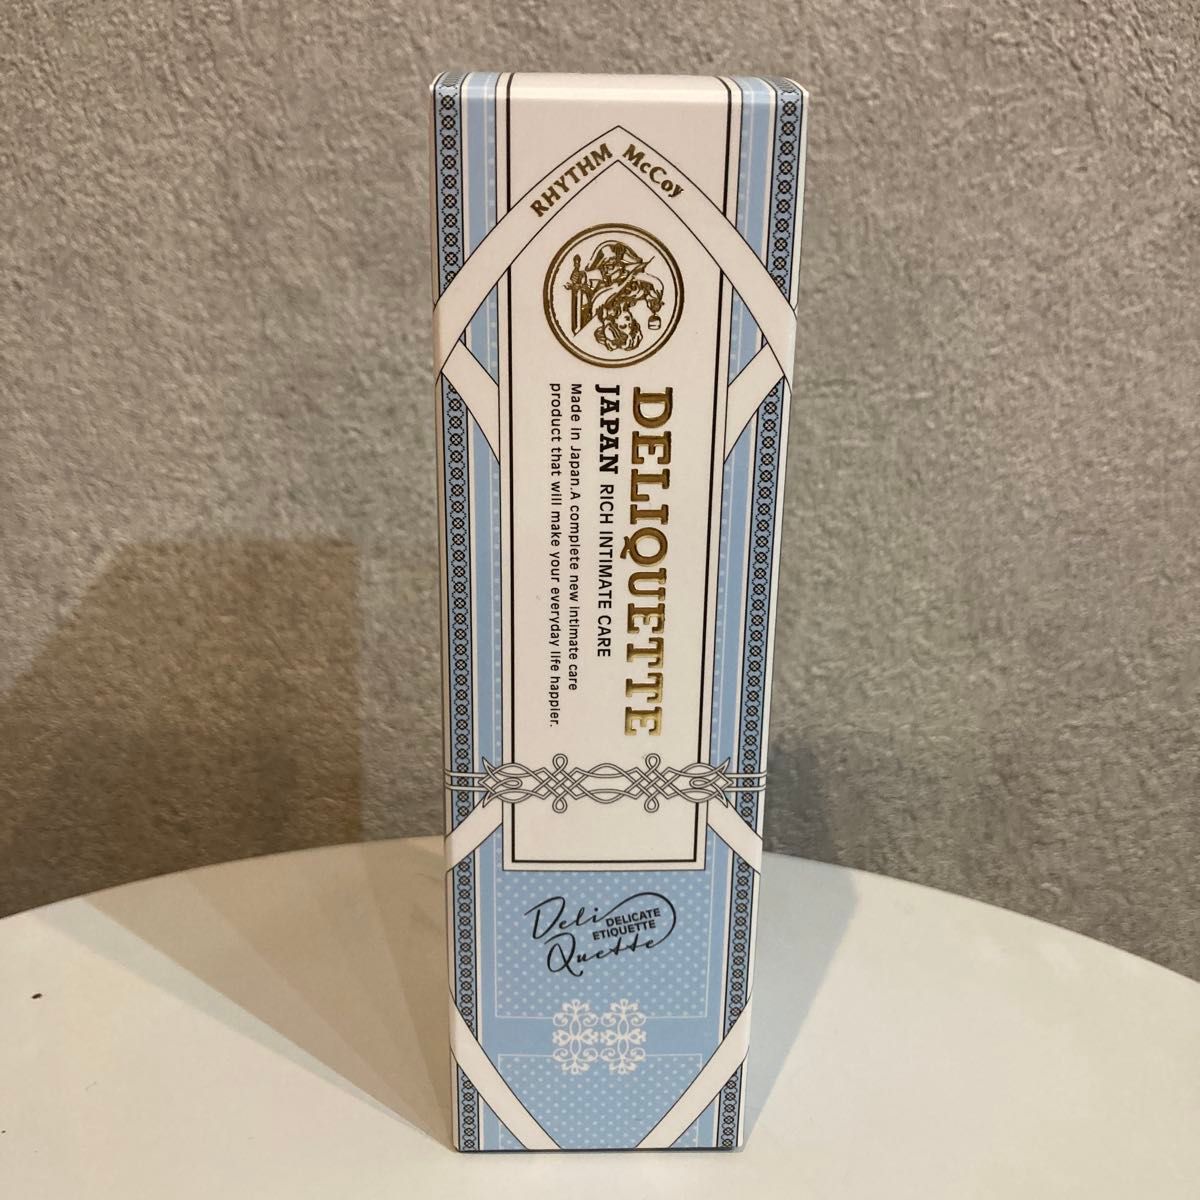 RHYTHM McCoy
DELIQUETTE
JAPAN RICH INTIMATE CARE
Made in Japan.A complete new intimate care
product that will make your everyday life happier.
Deli
DELICATE
ETIQUETTE
Quette